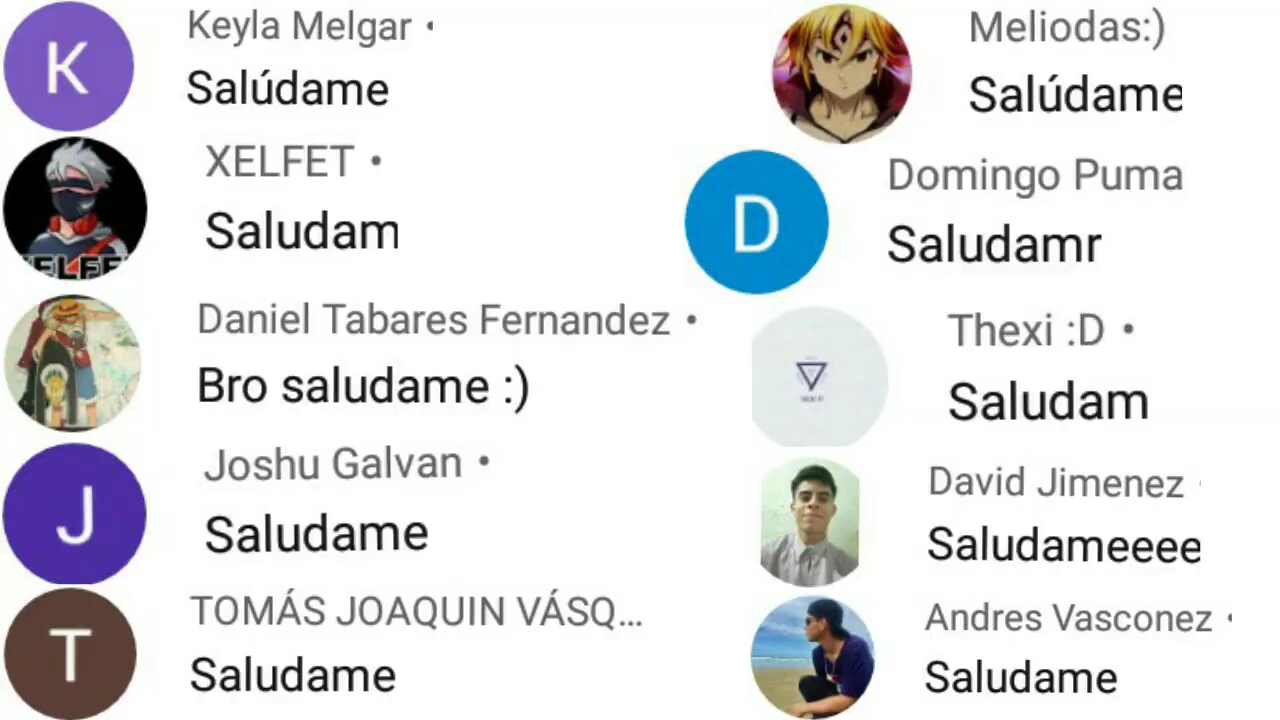 Keyla Melgar •
Salúdame
XELFET •
Saludam
ELFE
Daniel Tabares Fernandez •
Bro saludame :)
Joshu Galvan •
Saludame
TOMÁS JOAQUIN VÁSQ...
Saludame
Meliodas:)
Salúdame
Domingo Puma
Saludamr
Thexi :D •
Saludam
David Jimenez
Saludameeee
Andres Vasconez •
Saludame
K
J
T
D